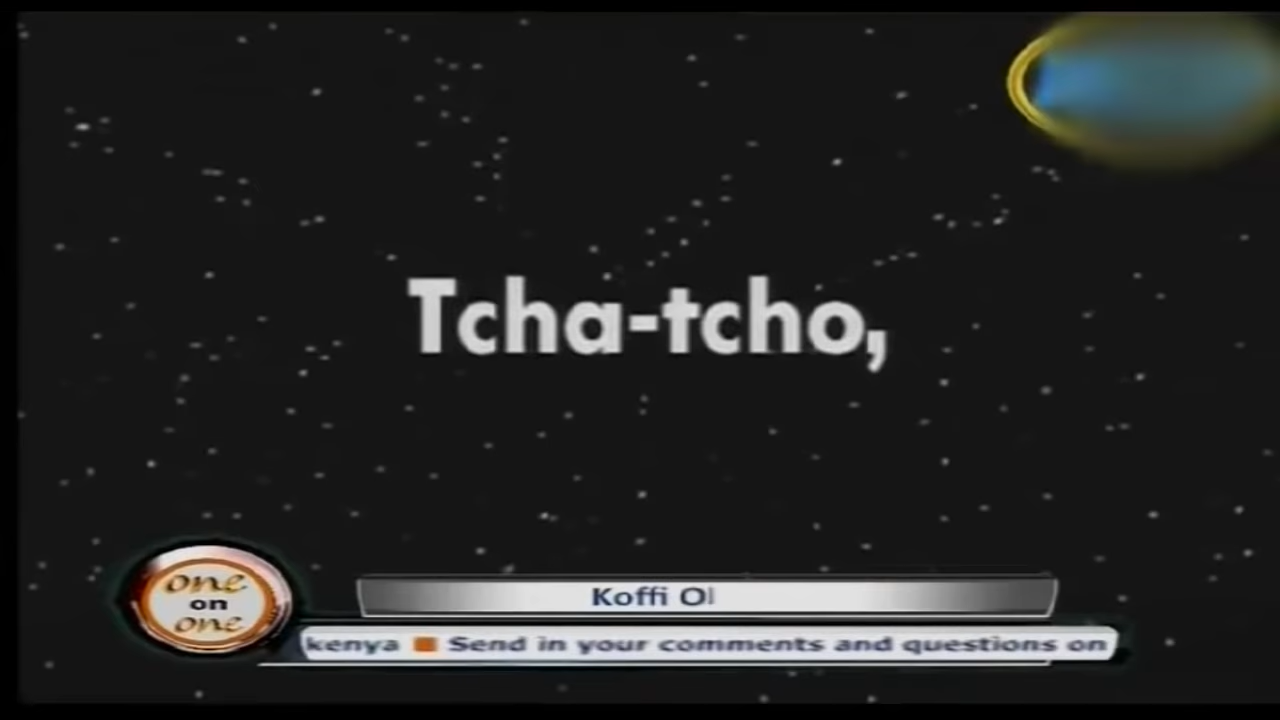 Tcha-tcho,
one
on
one
Koffi Ol
kenya Send in your comments and questions on